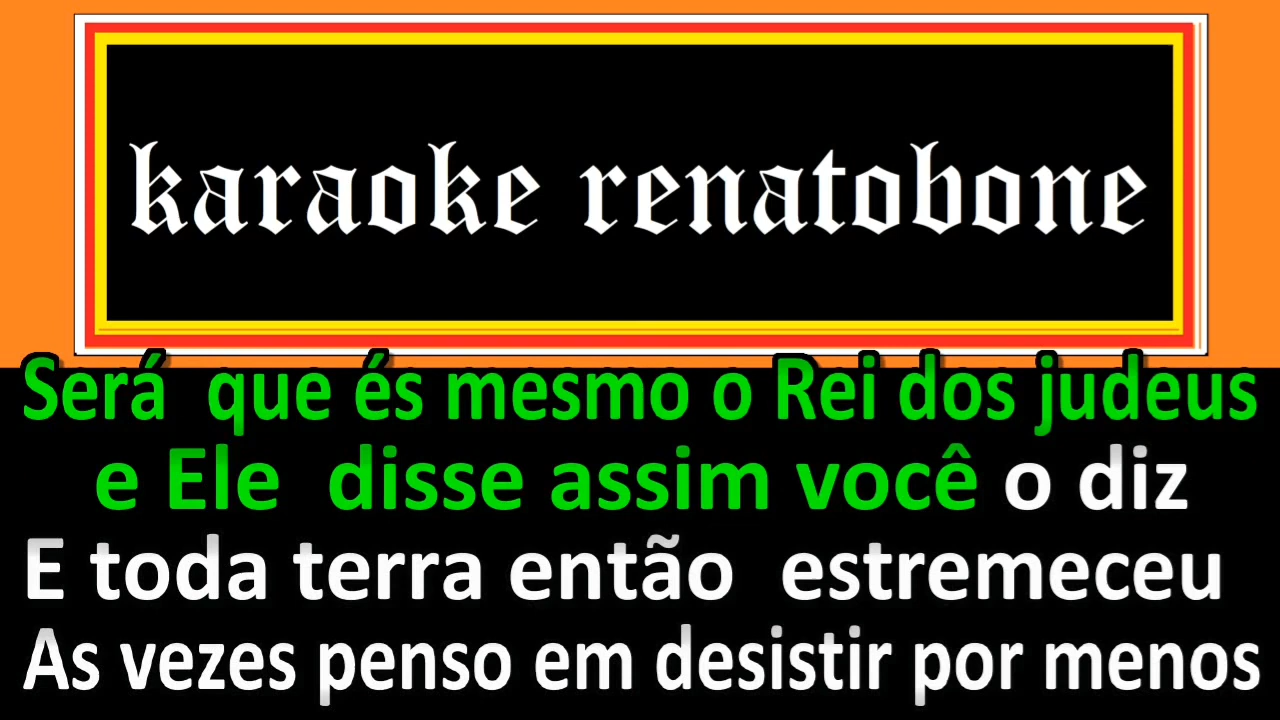 karaoke renatobone
Será que és mesmo o Rei dos judeus
e Ele disse assim você o diz
E toda terra então estremeceu
As vezes penso em desistir por menos